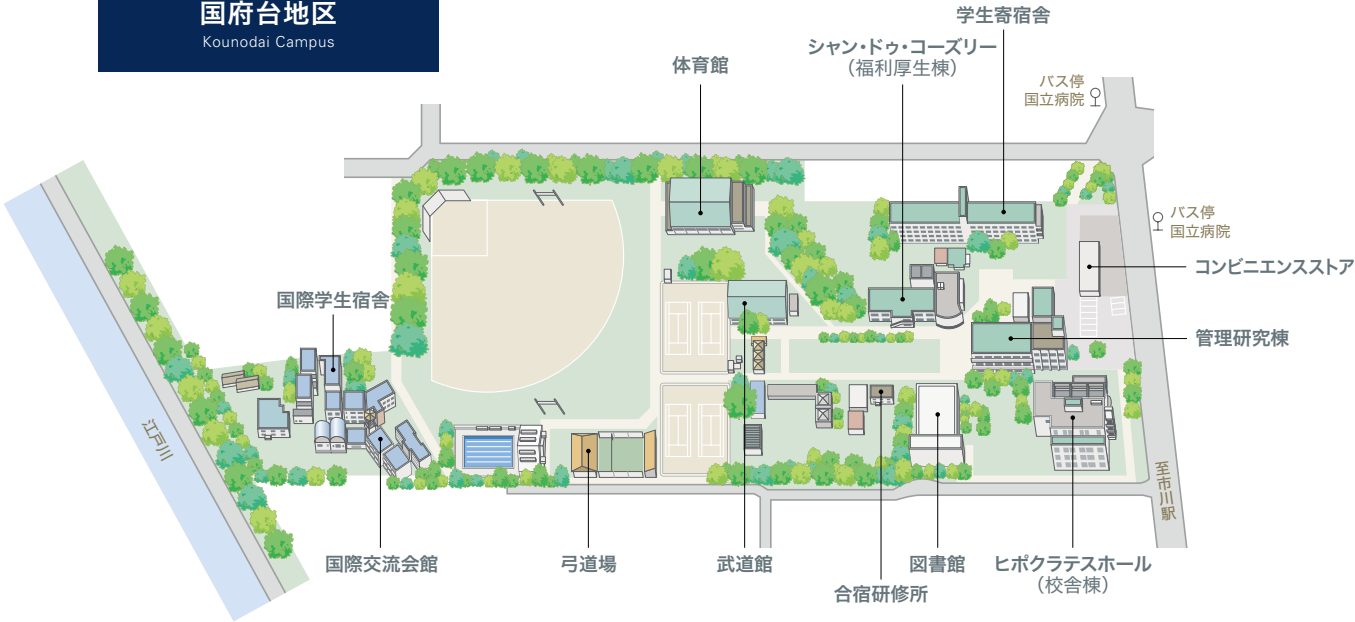 国府台地区
Kounodai Campus
学生寄宿舎
シャン・ドゥ・コーズリー
（福利厚生棟）
体育館
バス停
国立病院
バス停
国立病院
コンビニエンスストア
国際学生宿舎
管理研究棟
江戸川
至市川駅
国際交流会館
弓道場
武道館
図書館
ヒポクラテスホール
（校舎棟）
合宿研修所